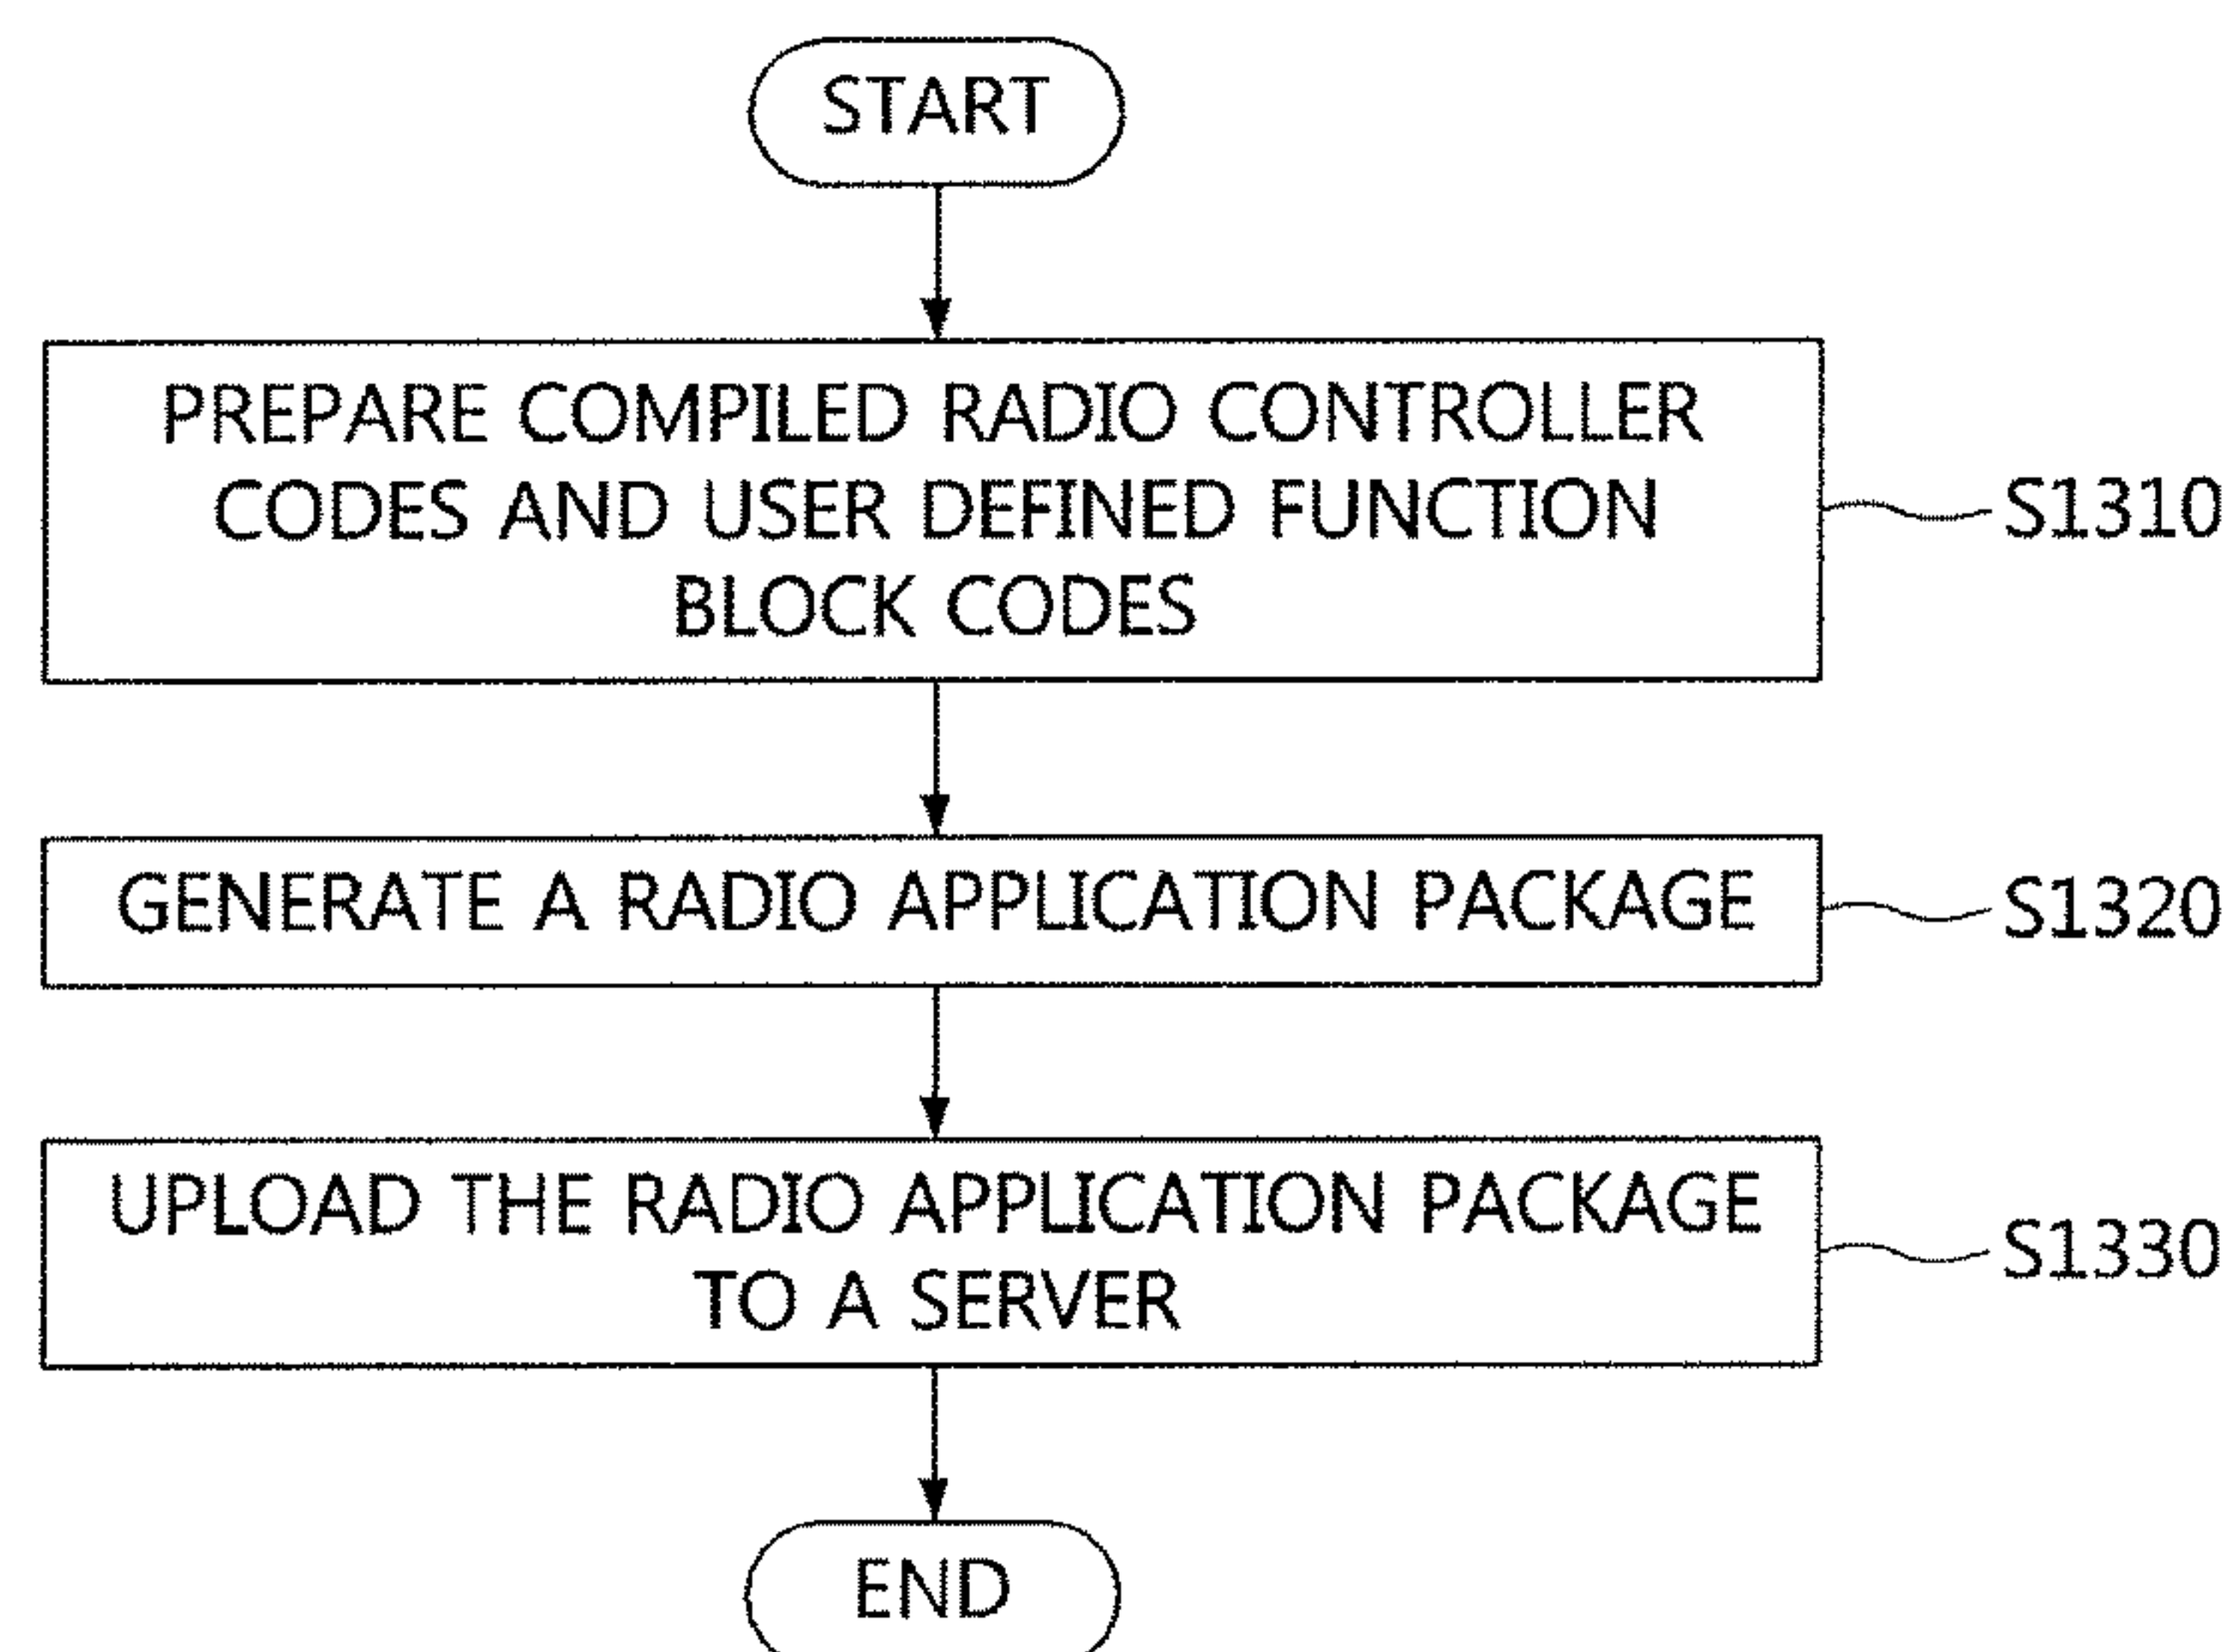 START
PREPARE COMPILED RADIO CONTROLLER
CODES AND USER DEFINED FUNCTION
BLOCK CODES
S1310
GENERATE A RADIO APPLICATION PACKAGE
S1320
UPLOAD THE RADIO APPLICATION PACKAGE
TO A SERVER
S1330
END